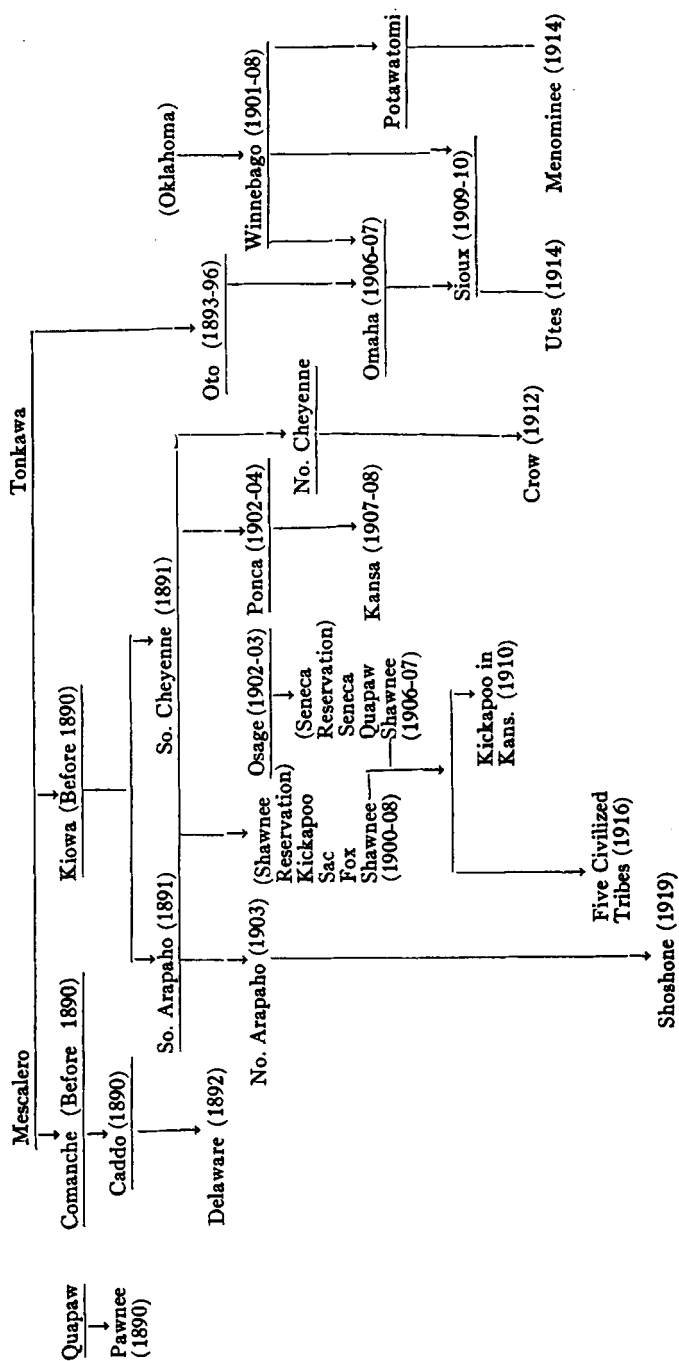 Mescalero
Tonkawa
Quapaw
Comanche (Before 1890)
Kiowa (Before 1890)
Pawnee
(1890)
Caddo (1890)
(Oklahoma)
So. Arapaho (1891)
So. Cheyenne (1891)
Delaware (1892)
Oto (1893-96)
Winnebago (1901-08)
No. Arapaho (1903)
(Shawnee
Reservation)
Kickapoo
Sac
Fox
Shawnee
(1900-08)
Osage (1902-03)
(Seneca
Reservation)
Seneca
Quapaw
Shawnee
(1906-07)
Ponca (1902-04)
Kansa (1907-08)
No. Cheyenne
Omaha (1906-07)
Potawatomi
Sioux (1909-10)
Kickapoo in
Kans. (1910)
Crow (1912)
Utes (1914)
Menominee (1914)
Five Civilized
Tribes (1916)
Shoshone (1919)